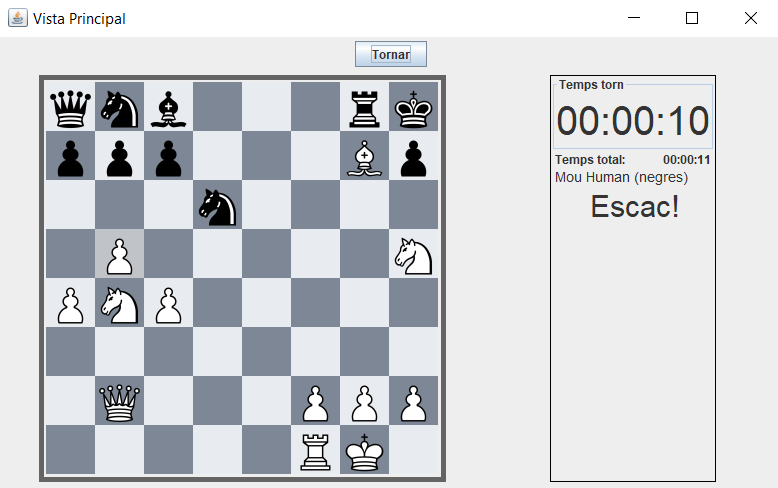 Vista Principal
Tornar
Temps torn
00:00:10
Temps total: 00:00:11
Mou Human (negres)
Escac!